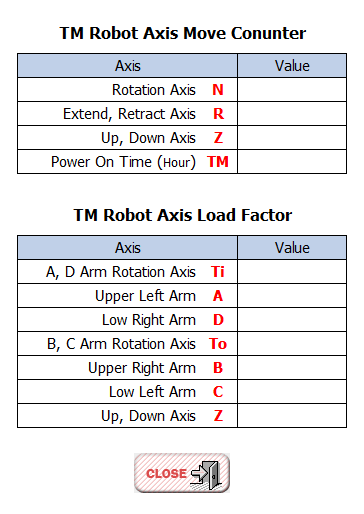 TM Robot Axis Move Conunter
Axis Value
Rotation Axis N
Extend, Retract Axis R
Up, Down Axis Z
Power On Time (Hour) TM
TM Robot Axis Load Factor
Axis Value
A, D Arm Rotation Axis Ti
Upper Left Arm A
Low Right Arm D
B, C Arm Rotation Axis To
Upper Right Arm B
Low Left Arm C
Up, Down Axis Z
CLOSE